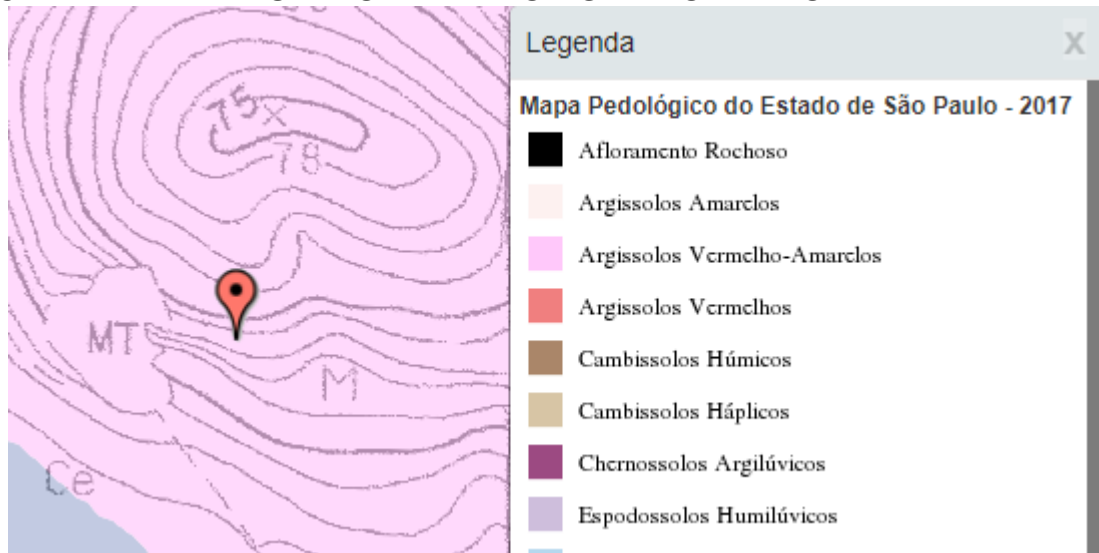 75
78
MT
M
Ce
Legenda
X
Mapa Pedológico do Estado de São Paulo - 2017
Afloramento Rochoso
Argissolos Amarelos
Argissolos Vermelho-Amarelos
Argissolos Vermelhos
Cambissolos Húmicos
Cambissolos Háplicos
Chernossolos Argilúvicos
Espodossolos Humilúvicos